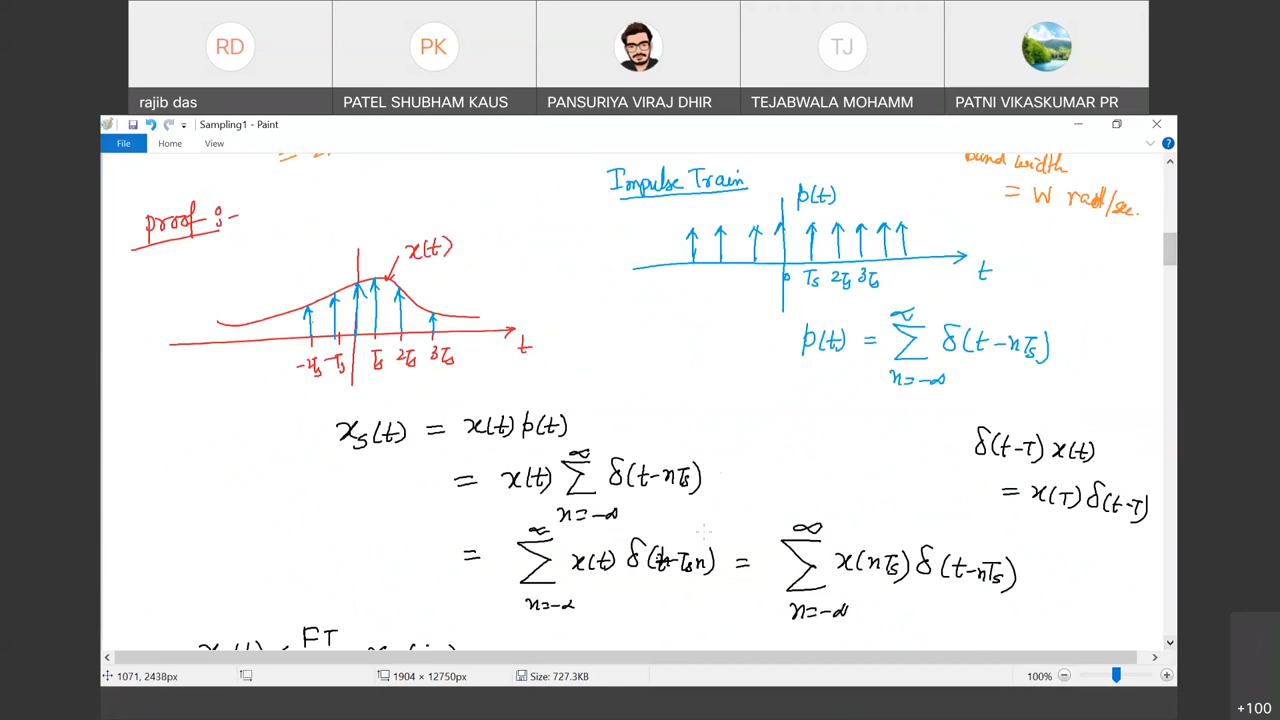 RD
PK
TJ
rajib das
PATEL SHUBHAM KAUS
PANSURIYA VIRAJ DHIR
TEJABWALA MOHAMM
PATNI VIKASKUMAR PR
Sampling1 - Paint
File
Home
View
Band width
= W rad/sec.
Impulse Train
p(t)
0 Ts 2Ts 3Ts
t
p(t) = ∑ δ(t-nTs)
∞
n=-∞
proof :-
x(t)
-2Ts -Ts Ts 2Ts 3Ts
t
xs(t) = x(t) p(t)
= x(t) ∑ δ(t-nTs)
∞
n=-∞
= ∑ x(t) δ(t-Tsn) = ∑ x(nTs) δ(t-nTs)
∞ ∞
n=-∞ n=-∞
δ(t-T) x(t)
= x(T) δ(t-T)
FT
1071, 2438px
1904 × 12750px
Size: 727.3KB
100%
+100